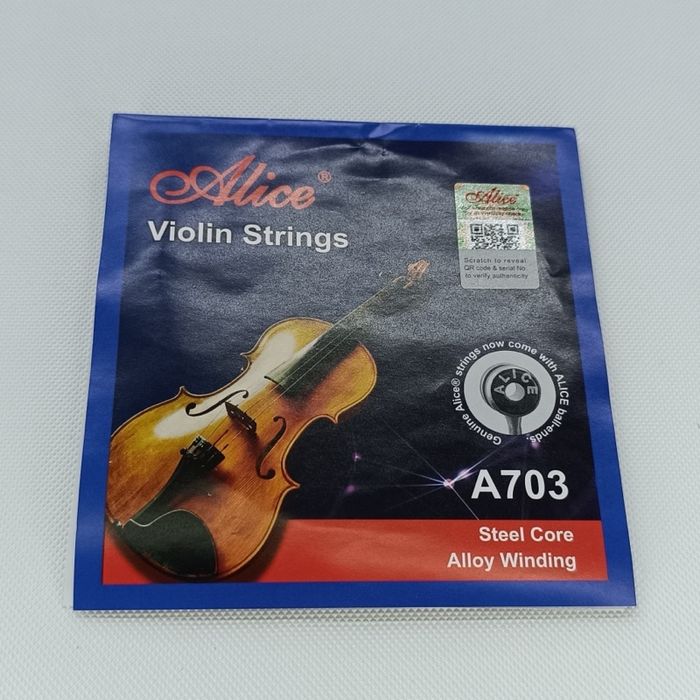 Alice®
Violin Strings
Alice
Scratch to reveal
QR code & serial No.
to verify authenticity
Genuine Alice® strings now come with ALICE ball-ends.
ALICE
A703
Steel Core
Alloy Winding